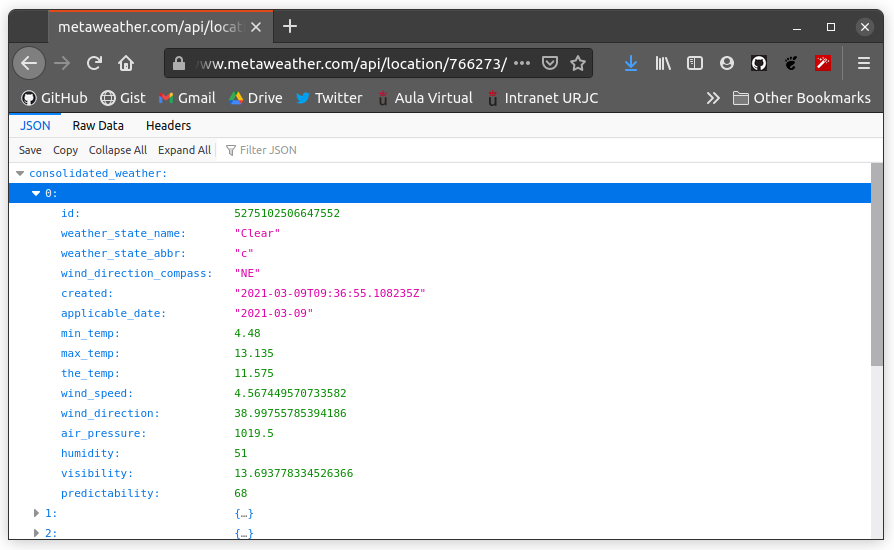 metaweather.com/api/locat
www.metaweather.com/api/location/766273/
GitHub Gist Gmail Drive Twitter Aula Virtual Intranet URJC Other Bookmarks
JSON Raw Data Headers
Save Copy Collapse All Expand All Filter JSON
consolidated_weather:
0:
id: 5275102506647552
weather_state_name: "Clear"
weather_state_abbr: "c"
wind_direction_compass: "NE"
created: "2021-03-09T09:36:55.108235Z"
applicable_date: "2021-03-09"
min_temp: 4.48
max_temp: 13.135
the_temp: 11.575
wind_speed: 4.567449570733582
wind_direction: 38.99755785394186
air_pressure: 1019.5
humidity: 51
visibility: 13.693778334526366
predictability: 68
1: {…}
2: {…}